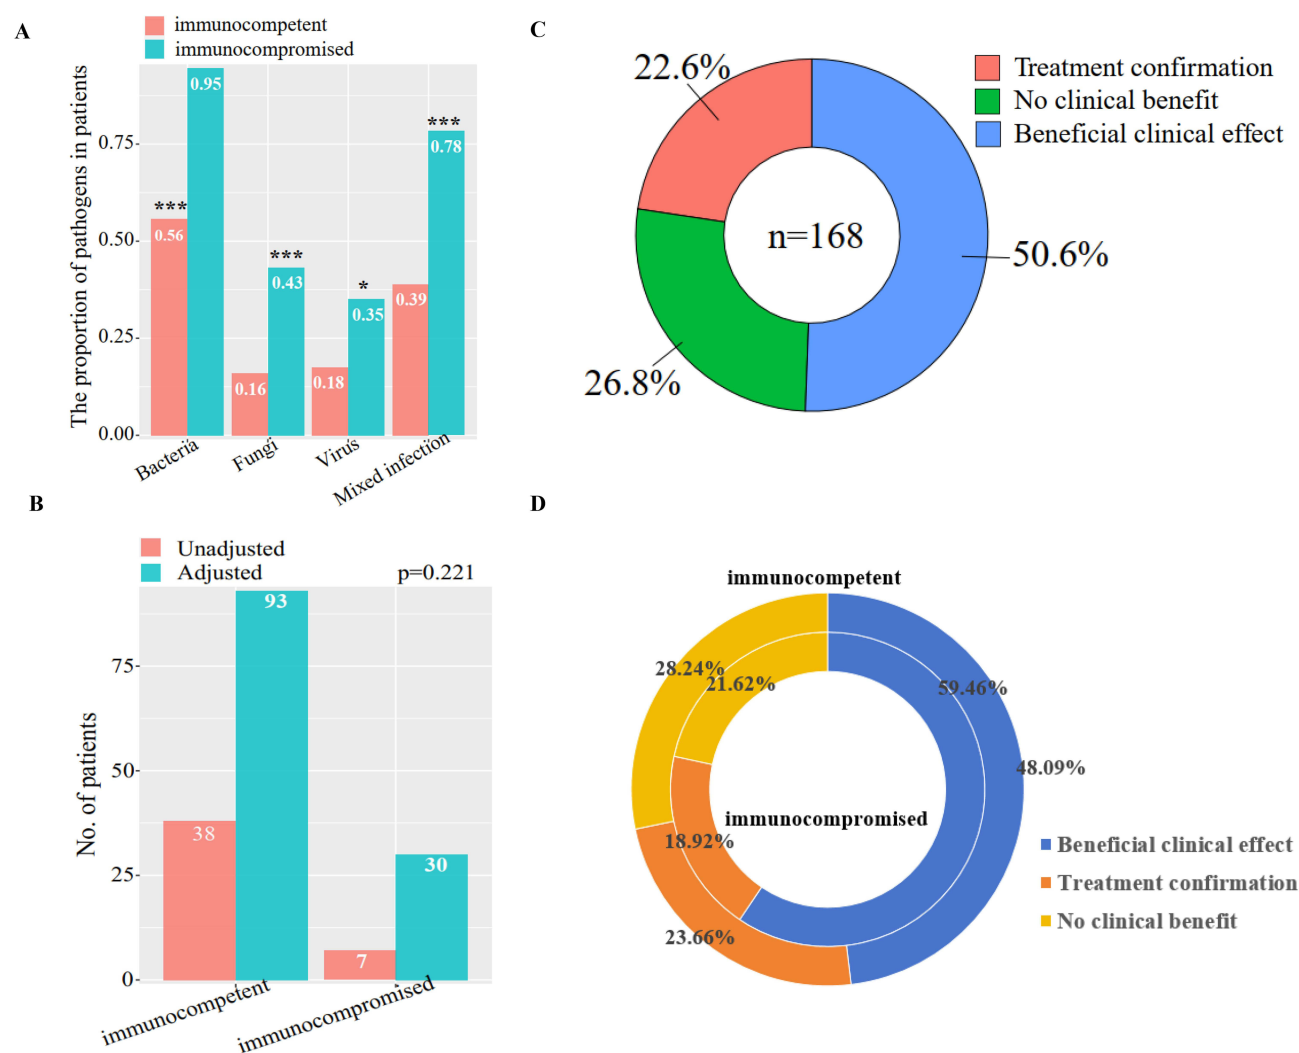 A
immunocompetent
immunocompromised
The proportion of pathogens in patients
0.75
0.50
0.25
0.00
***
0.56
0.95
***
0.16
0.43
*
0.18
0.35
***
0.39
0.78
Bacteria
Fungi
Virus
Mixed infection
B
Unadjusted
Adjusted
p=0.221
No. of patients
75
50
25
0
38
93
7
30
immunocompetent
immunocompromised
C
22.6%
Treatment confirmation
No clinical benefit
Beneficial clinical effect
n=168
50.6%
26.8%
D
immunocompetent
28.24%
21.62%
59.46%
48.09%
immunocompromised
18.92%
23.66%
Beneficial clinical effect
Treatment confirmation
No clinical benefit